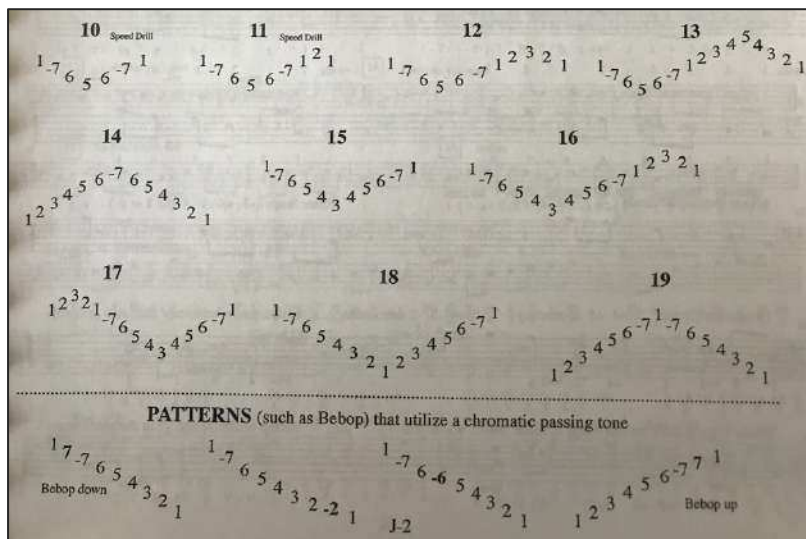 10 Speed Drill 11 Speed Drill 12 13
1 -7 6 5 6 -7 1
1 -7 6 5 6 -7 1 2 1
1 -7 6 5 6 -7 1 2 3 2 1
1 -7 6 5 6 -7 1 2 3 4 5 4 3 2 1
14 15 16
1 2 3 4 5 6 -7 6 5 4 3 2 1
1 -7 6 5 4 3 4 5 6 -7 1
1 -7 6 5 4 3 4 5 6 -7 1 2 3 2 1
17 18 19
1 2 3 2 1 -7 6 5 4 3 4 5 6 -7 1
1 -7 6 5 4 3 2 1 2 3 4 5 6 -7 1
1 2 3 4 5 6 -7 1 -7 6 5 4 3 2 1
PATTERNS (such as Bebop) that utilize a chromatic passing tone
1 7 -7 6 5 4 3 2 1
Bebop down
1 -7 6 5 4 3 2 -2 1
1 -7 6 -6 5 4 3 2 1
1 2 3 4 5 6 -7 7 1
Bebop up
J-2